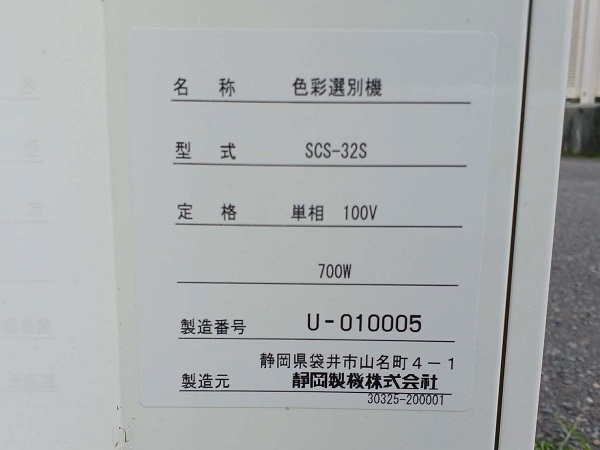 名 称 色彩選別機
型 式 SCS-32S
定 格 単相 100V
700W
製造番号 U-010005
静岡県袋井市山名町4-1
製造元 静岡製機株式会社
30325-200001